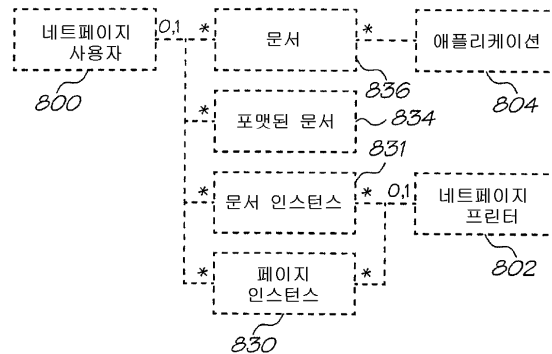 네트페이지
사용자
0,1
*
문서
*
애플리케이션
800
836
804
*
포맷된 문서
834
831
*
문서 인스턴스
*
0,1
네트페이지
프린터
802
*
페이지
인스턴스
*
830